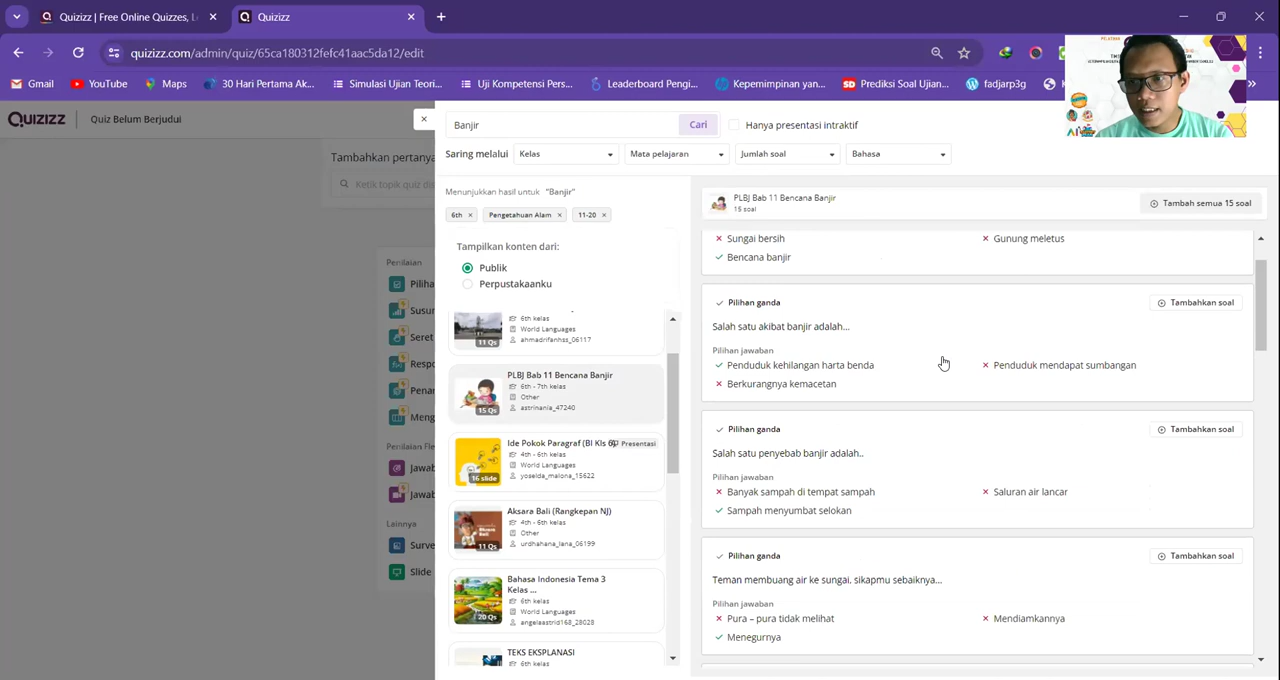 Quizizz | Free Online Quizzes, L
Quizizz
quizizz.com/admin/quiz/65ca180312fefc41aac5da12/edit
Gmail
YouTube
Maps
30 Hari Pertama Ak...
Simulasi Ujian Teori...
Uji Kompetensi Pers...
Leaderboard Pengi...
Kepemimpinan yan...
Prediksi Soal Ujian...
fadjarp3g
QUIZIZZ
Quiz Belum Berjudul
Tambahkan pertanya
Ketik topik quiz di
Penilaian
Piliha
Susu
Seret
Respo
Penar
Meng
Penilaian Fle
Jawab
Jawab
Lainnya
Surve
Slide
Banjir
Cari
Hanya presentasi intraktif
Saring melalui
Kelas
Mata pelajaran
Jumlah soal
Bahasa
Menunjukkan hasil untuk "Banjir"
6th
Pengetahuan Alam
11-20
Tampilkan konten dari:
Publik
Perpustakaanku
6th kelas
World Languages
ahmadrifanhss_06117
11 Qs
PLBJ Bab 11 Bencana Banjir
6th - 7th kelas
Other
astrinania_47240
15 Qs
Ide Pokok Paragraf (BI Kls 6)
Presentasi
4th - 6th kelas
World Languages
yoselda_malona_15622
16 slide
Aksara Bali (Rangkepan NJ)
4th - 6th kelas
Other
urdhahana_lana_06199
11 Qs
Bahasa Indonesia Tema 3
Kelas ...
6th kelas
World Languages
angelaastrid168_28028
20 Qs
TEKS EKSPLANASI
6th kelas
PLBJ Bab 11 Bencana Banjir
15 soal
Tambah semua 15 soal
Sungai bersih
Gunung meletus
Bencana banjir
Pilihan ganda
Tambahkan soal
Salah satu akibat banjir adalah...
Pilihan jawaban
Penduduk kehilangan harta benda
Penduduk mendapat sumbangan
Berkurangnya kemacetan
Pilihan ganda
Tambahkan soal
Salah satu penyebab banjir adalah..
Pilihan jawaban
Banyak sampah di tempat sampah
Saluran air lancar
Sampah menyumbat selokan
Pilihan ganda
Tambahkan soal
Teman membuang air ke sungai. sikapmu sebaiknya...
Pilihan jawaban
Pura – pura tidak melihat
Mendiamkannya
Menegurnya